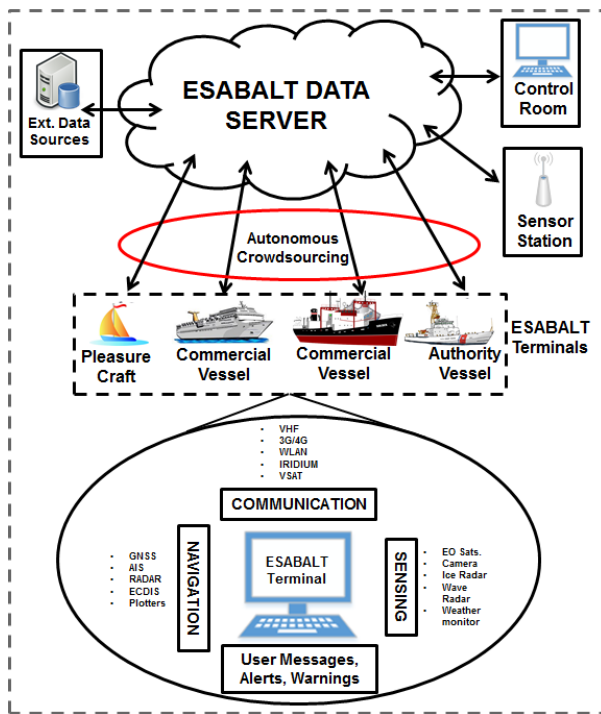 ESABALT DATA
SERVER
Ext. Data
Sources
Control
Room
Sensor
Station
Autonomous
Crowdsourcing
Pleasure
Craft
Commercial
Vessel
Commercial
Vessel
Authority
Vessel
ESABALT
Terminals
• VHF
• 3G/4G
• WLAN
• IRIDIUM
• VSAT
COMMUNICATION
NAVIGATION
• GNSS
• AIS
• RADAR
• ECDIS
• Plotters
ESABALT
Terminal
SENSING
• EO Sats.
• Camera
• Ice Radar
• Wave
Radar
• Weather
monitor
User Messages,
Alerts, Warnings